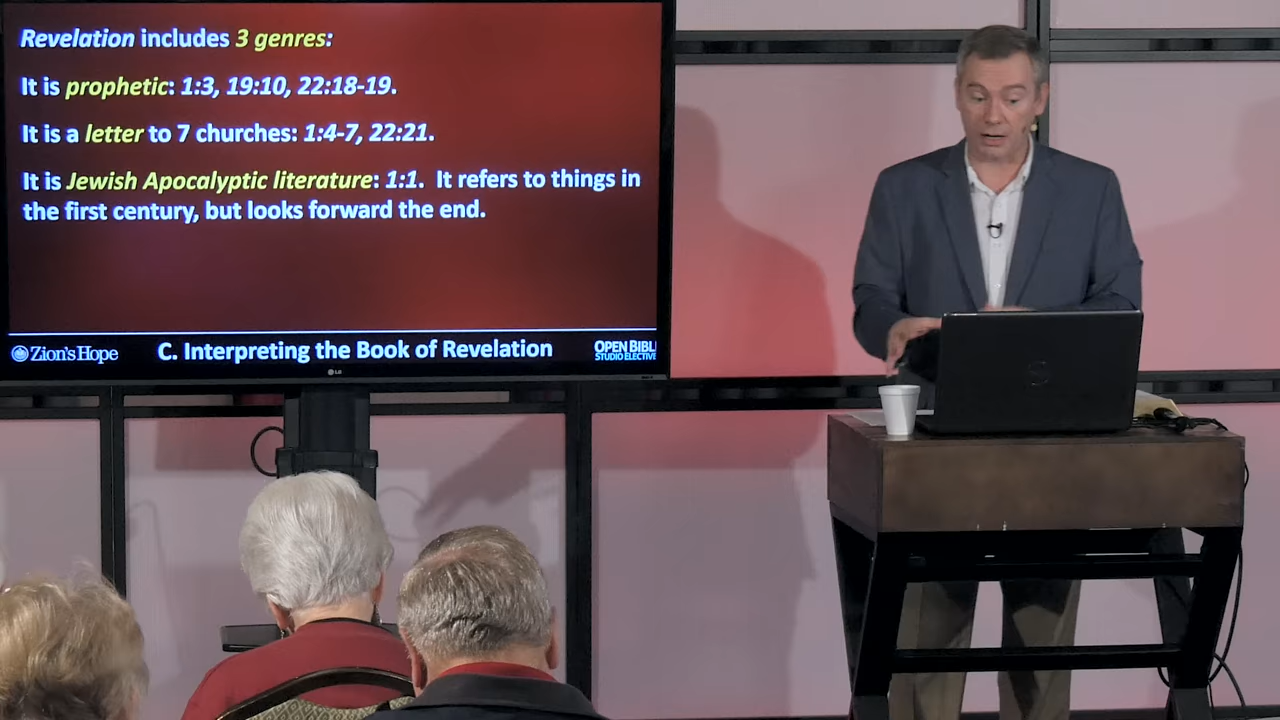 Revelation includes 3 genres:
It is prophetic: 1:3, 19:10, 22:18-19.
It is a letter to 7 churches: 1:4-7, 22:21.
It is Jewish Apocalyptic literature: 1:1.  It refers to things in
the first century, but looks forward the end.
Zion's Hope
C. Interpreting the Book of Revelation
OPEN BIBL
STUDIO ELECTIVE
LG